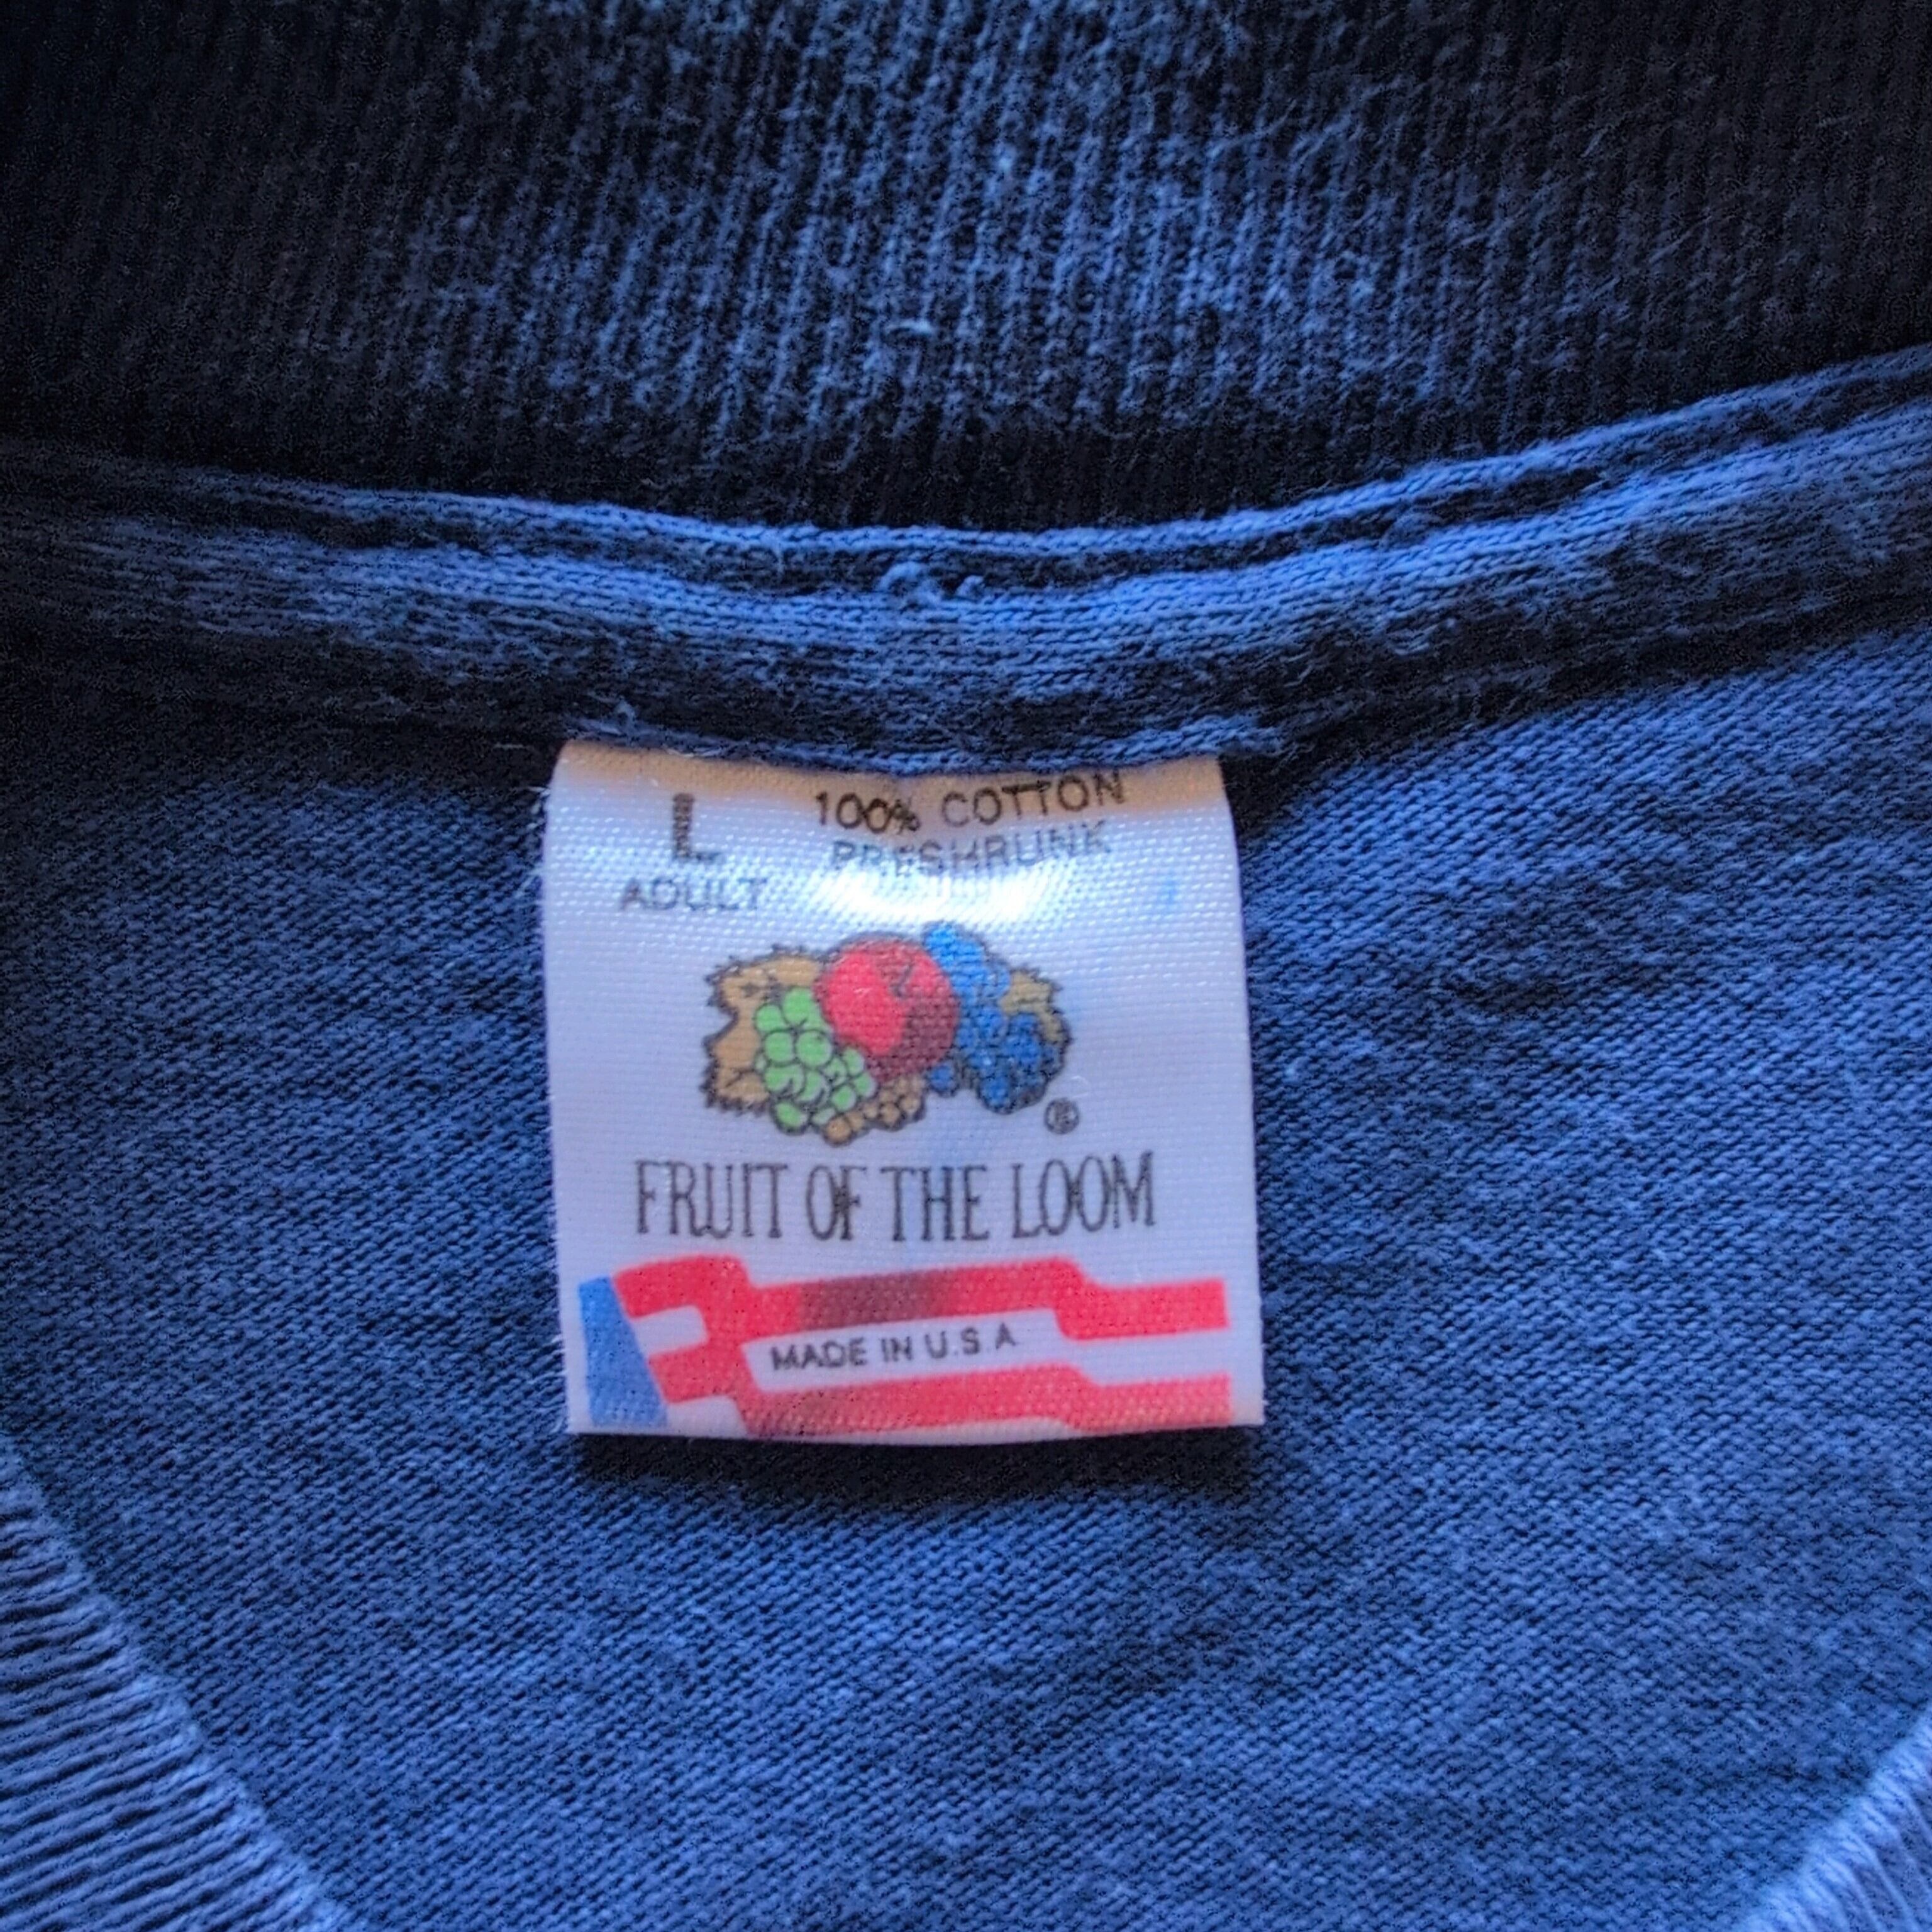 L
ADULT
100% COTTON
PRESHRUNK
®
FRUIT OF THE LOOM
MADE IN U.S.A